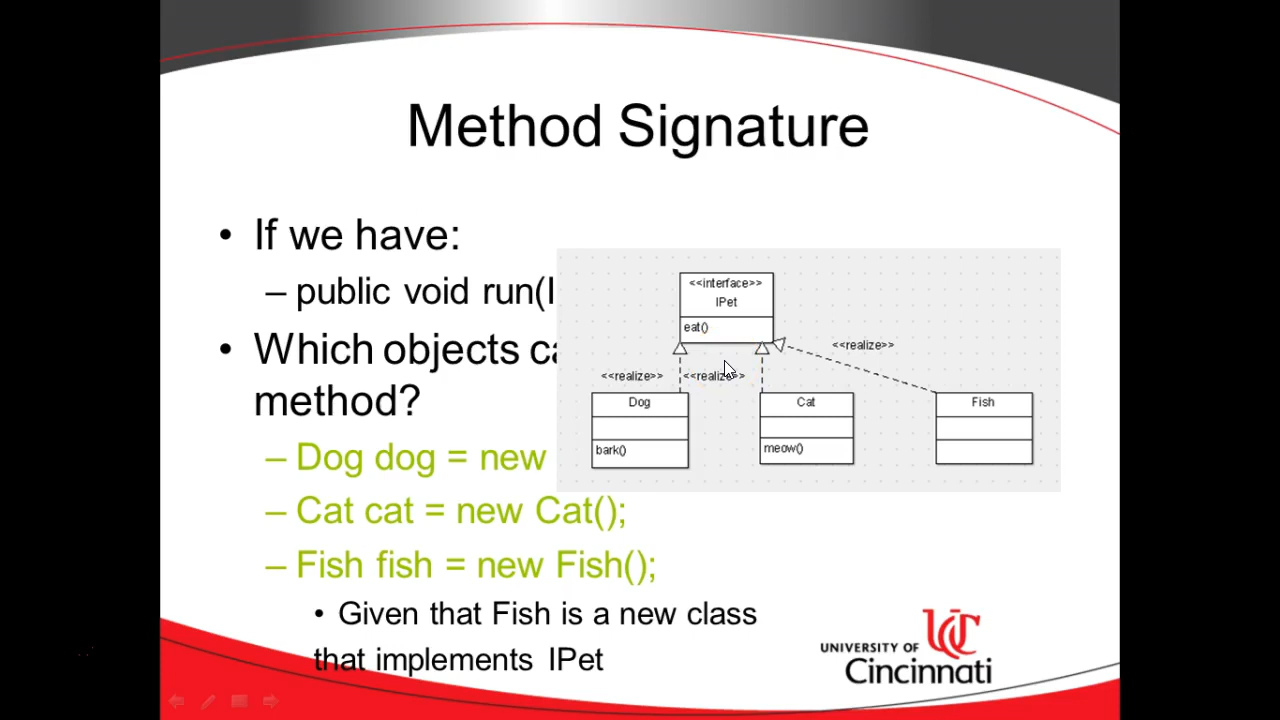 Method Signature
• If we have:
– public void run(I
• Which objects ca
method?
– Dog dog = new
– Cat cat = new Cat();
– Fish fish = new Fish();
• Given that Fish is a new class
that implements IPet
<<interface>>
IPet
eat()
<<realize>>
<<realize>> <<realize>>
Dog Cat Fish
bark() meow()
UC
UNIVERSITY OF
Cincinnati